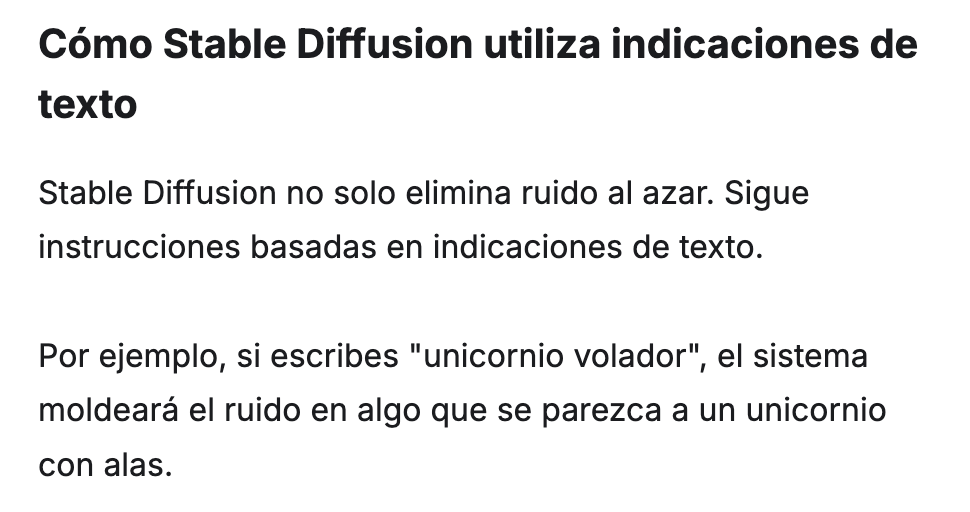 Cómo Stable Diffusion utiliza indicaciones de
texto
Stable Diffusion no solo elimina ruido al azar. Sigue
instrucciones basadas en indicaciones de texto.
Por ejemplo, si escribes "unicornio volador", el sistema
moldeará el ruido en algo que se parezca a un unicornio
con alas.